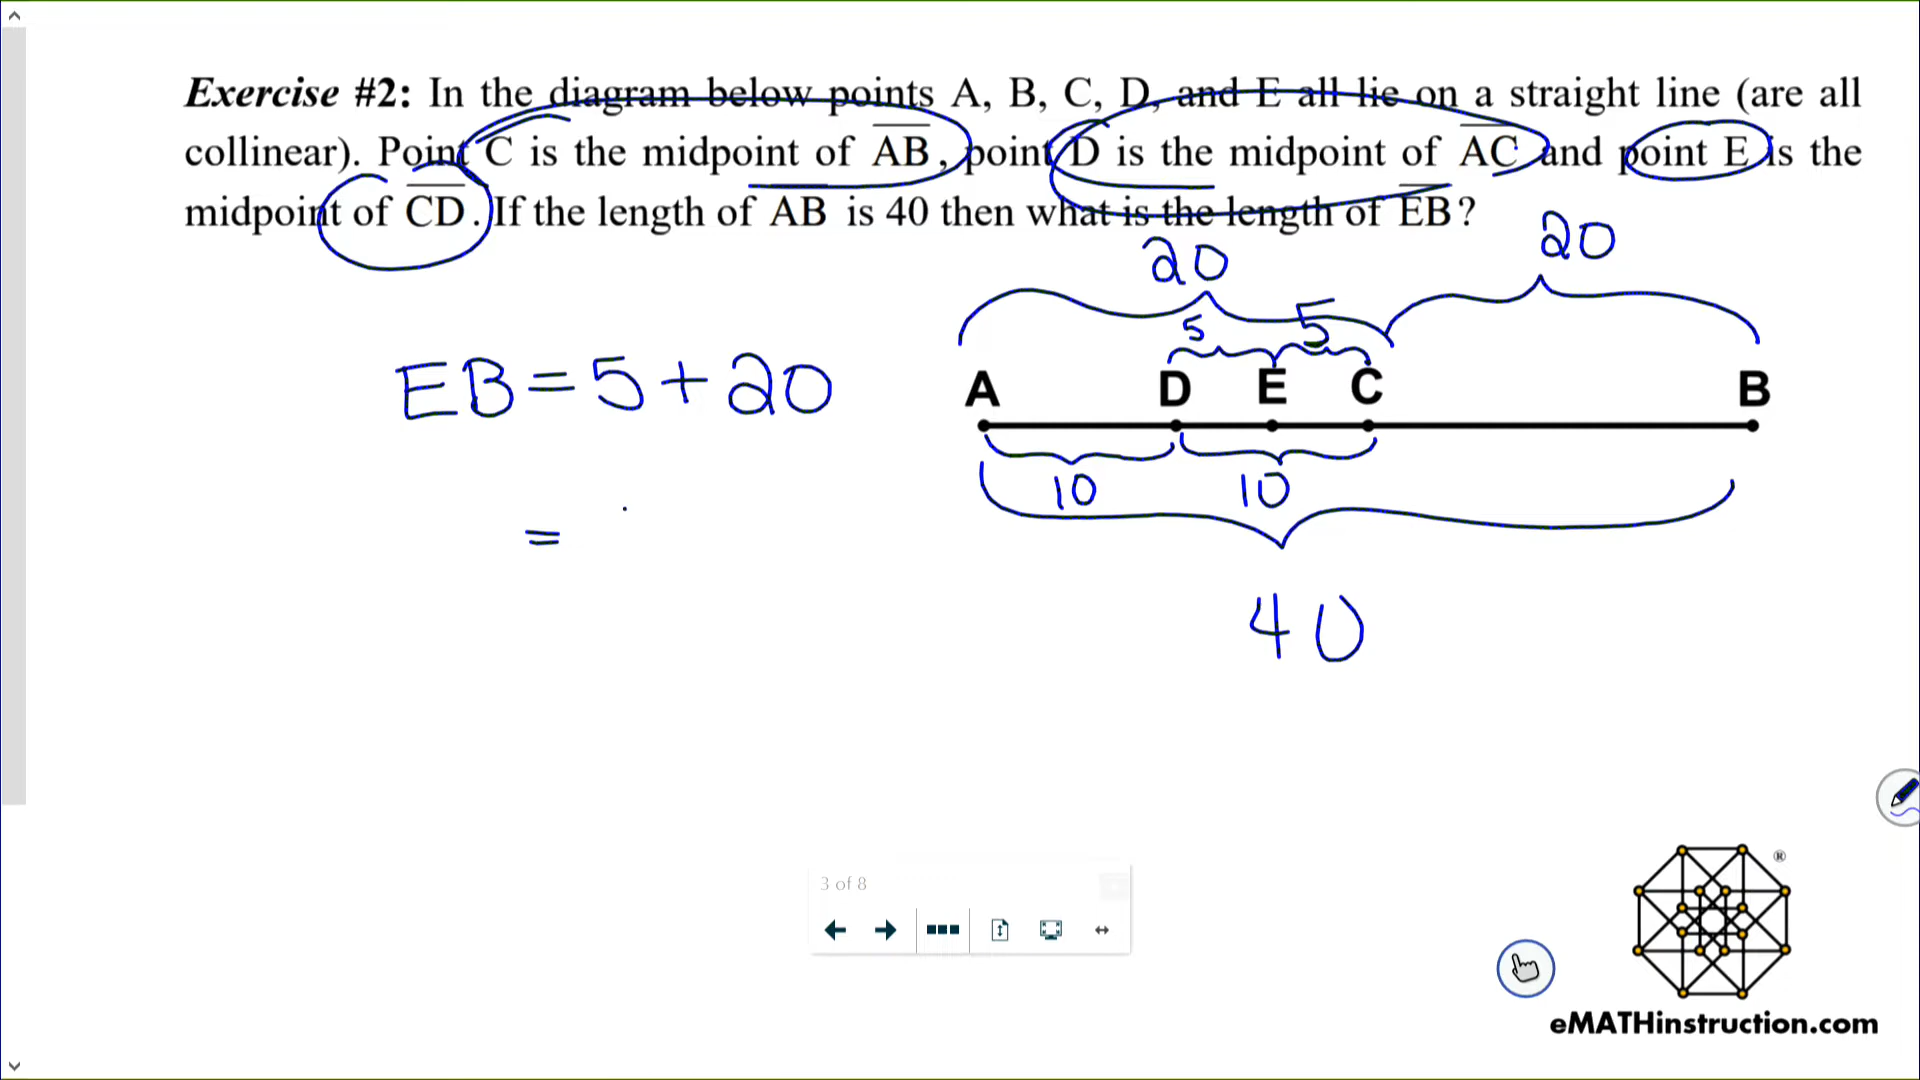 Exercise #2: In the diagram below points A, B, C, D, and E all lie on a straight line (are all
collinear). Point C is the midpoint of AB, point D is the midpoint of AC and point E is the
midpoint of CD. If the length of AB is 40 then what is the length of EB?
20
20
5
5
EB = 5 + 20
A D E C B
10
10
=
40
3 of 8
®
eMATHinstruction.com